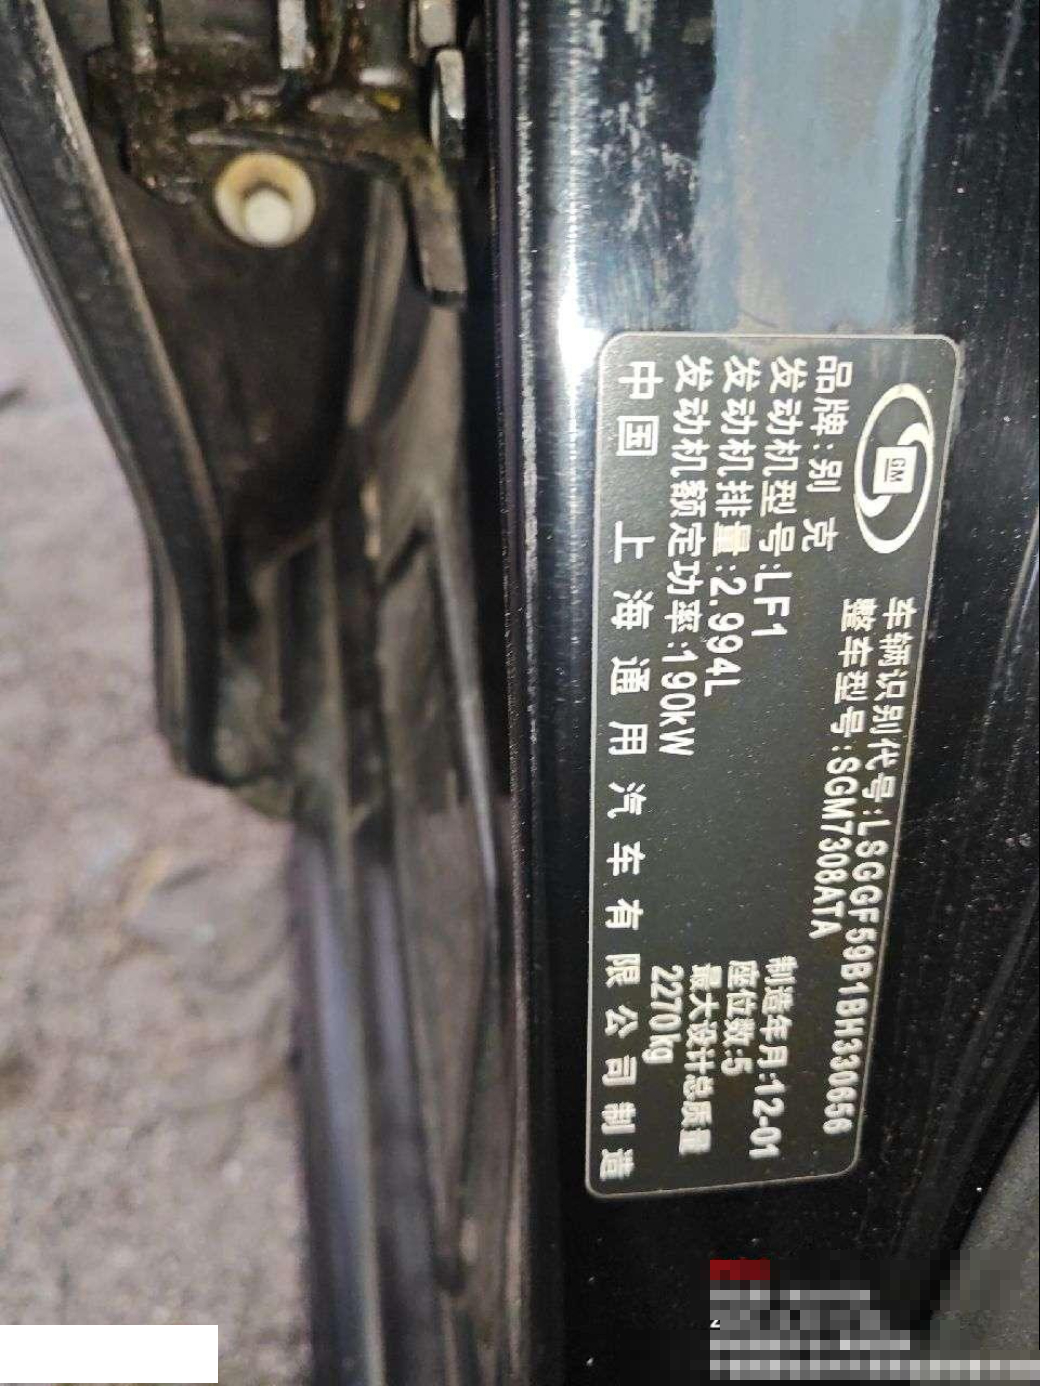 GM
车辆识别代号:LSGGF59B1BH330656
整车型号:SGM7308ATA
品牌:别 克
发动机型号:LF1
制造年月:12-01
发动机排量:2.994L
座位数:5
发动机额定功率:190kW
最大设计总质量
2270kg
中国 上海通用汽车有限公司制造